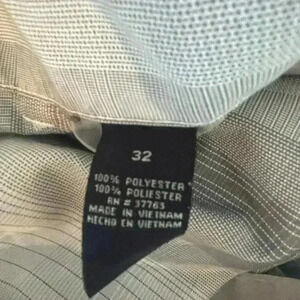 32
100% POLYESTER
100% POLIESTER
RN # 37763
MADE IN VIETNAM
HECHO EN VIETNAM